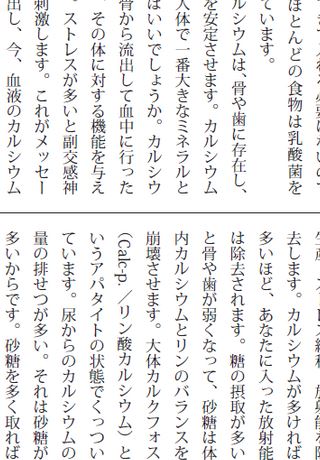 必要はないので
ほとんどの食物は乳酸菌を
ています。
ルシウムは、骨や歯に存在し、
を安定させます。カルシウム
人体で一番大きなミネラルと
ばいいでしょうか。カルシウ
骨から流出して血中に行った
、その体に対する機能を与え
。ストレスが多いと副交感神
刺激します。これがメッセー
出し、今、血液のカルシウム
去します。カルシウムが多ければ
多いほど、あなたに入った放射能
は除去されます。糖の摂取が多い
と骨や歯が弱くなって、砂糖は体
内カルシウムとリンのバランスを
崩壊させます。大体カルクフォス
（Calc-p. ／リン酸カルシウム）と
いうアパタイトの状態でくっつい
ています。尿からのカルシウムの
量の排せつが多い。それは砂糖が
多いからです。砂糖を多く取れば